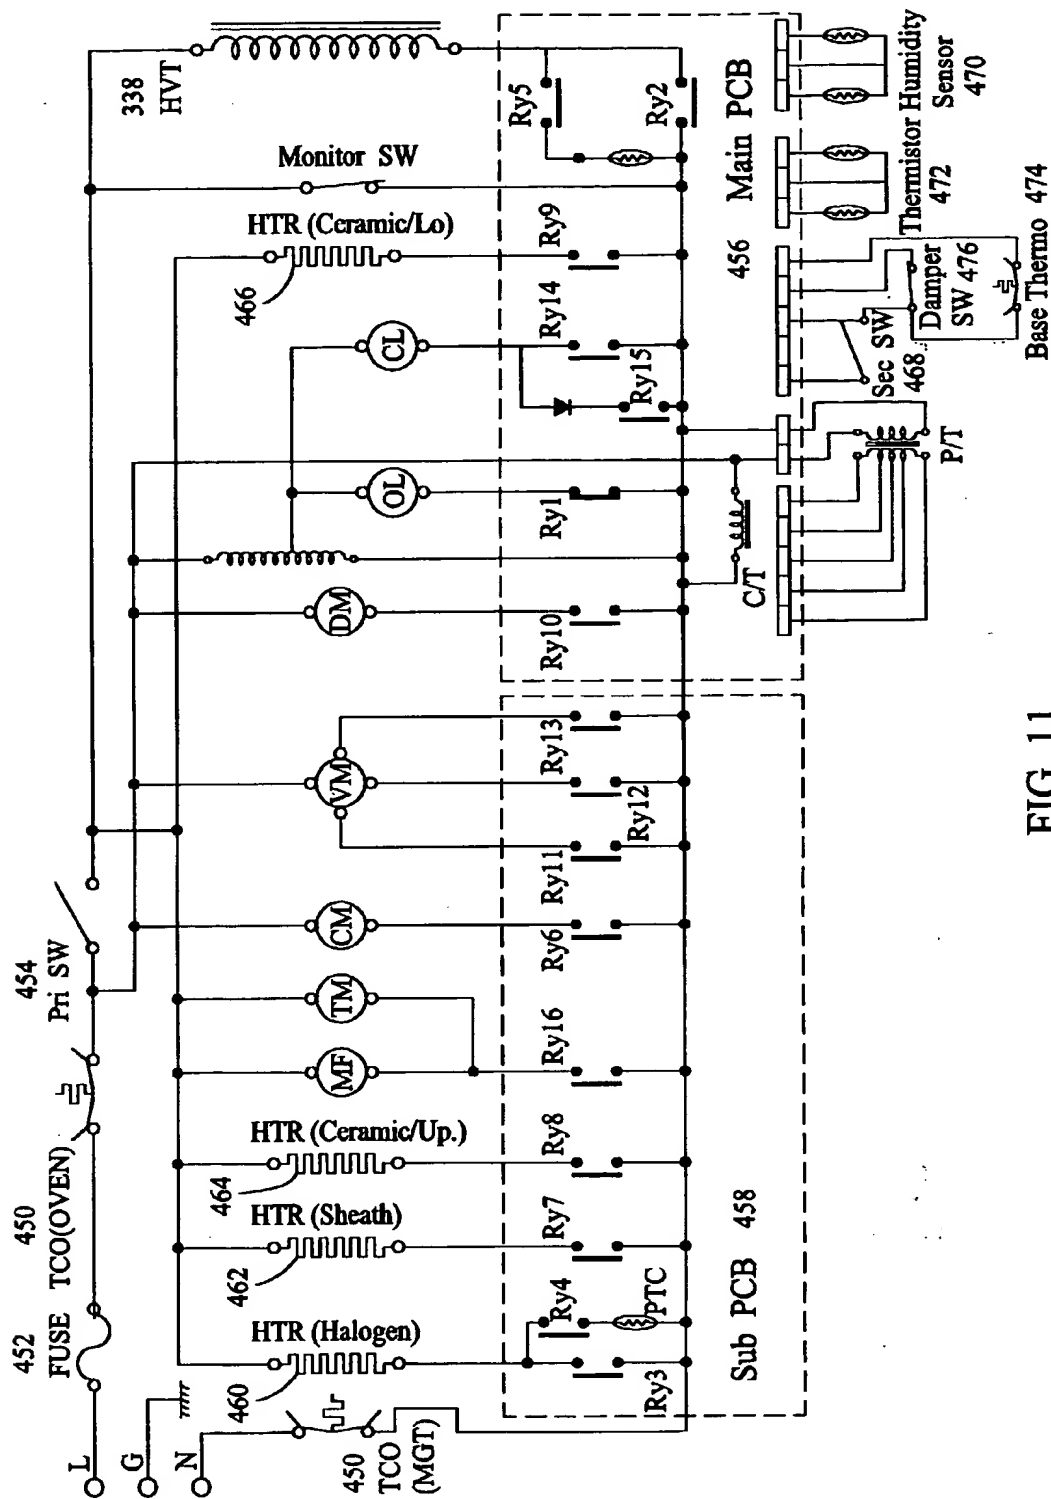 L
G
N
452
FUSE
450
TCO(OVEN)
454
Pri SW
338
HVT
450
TCO
(MGT)
460
HTR (Halogen)
462
HTR (Sheath)
464
HTR (Ceramic/Up.)
MF
TM
CM
VM
DM
OL
CL
466
HTR (Ceramic/Lo)
Monitor SW
Ry3
Ry4
PTC
Ry7
Ry8
Ry16
Ry6
Ry11
Ry12
Ry13
Ry10
Ry1
Ry15
Ry14
Ry9
Ry5
Ry2
Sub PCB 458
456 Main PCB
C/T
P/T
Sec SW
468
Damper
SW 476
Base Thermo 474
Thermistor
472
Humidity
Sensor
470
FIG. 11